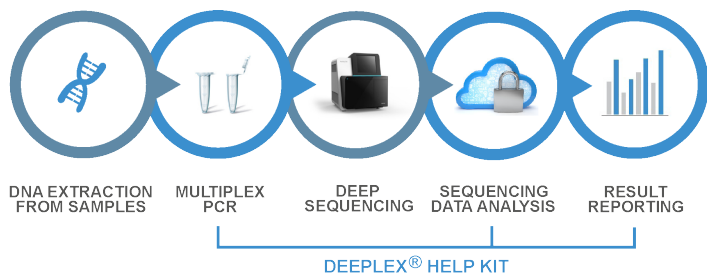 DNA EXTRACTION
FROM SAMPLES
MULTIPLEX
PCR
DEEP
SEQUENCING
SEQUENCING
DATA ANALYSIS
RESULT
REPORTING
DEEPLEX® HELP KIT